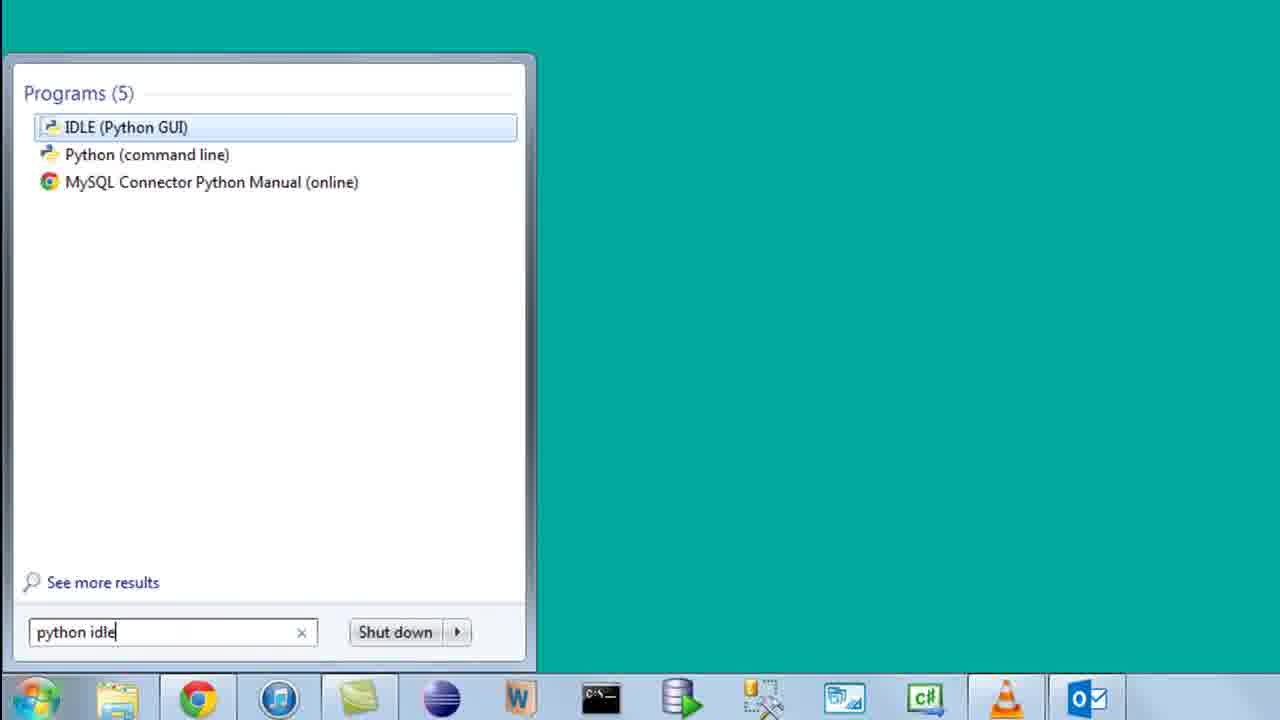 Programs (5)
IDLE (Python GUI)
Python (command line)
MySQL Connector Python Manual (online)
See more results
python idle
Shut down
W
C:\
C#